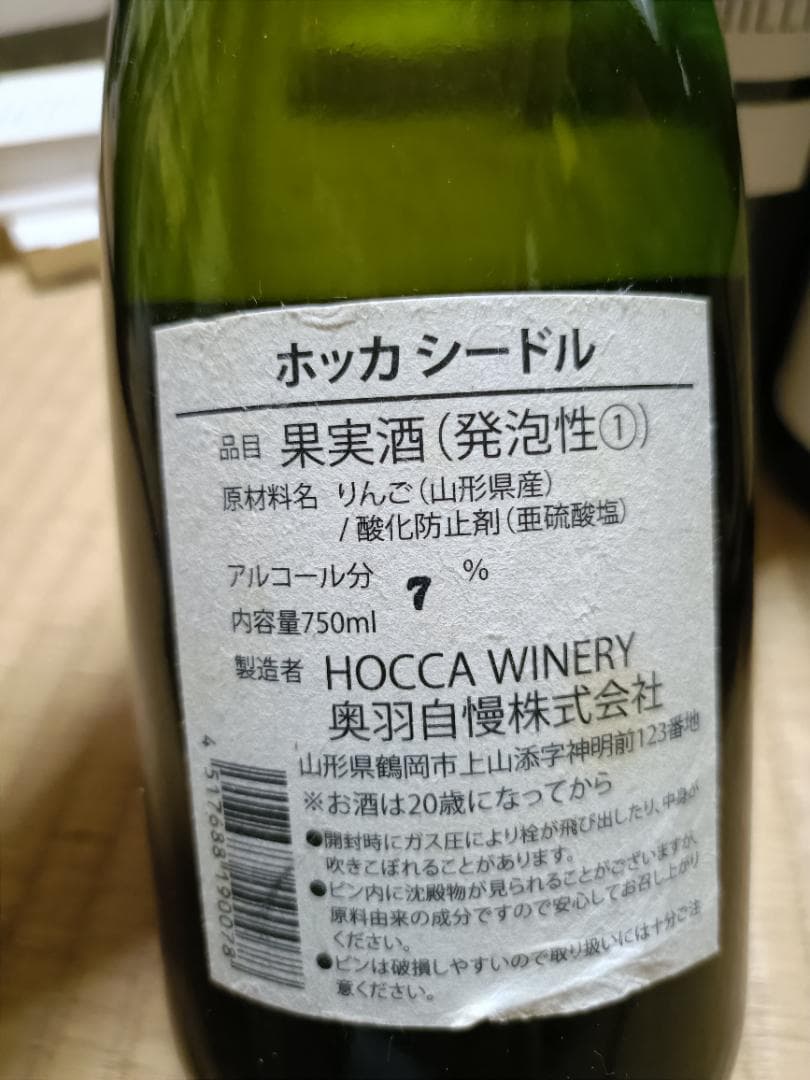 ホッカ シードル
品目 果実酒（発泡性①）
原材料名 りんご（山形県産）
/酸化防止剤（亜硫酸塩）
アルコール分 7 %
内容量750ml
製造者 HOCCA WINERY
奥羽自慢株式会社
山形県鶴岡市上山添字神明前123番地
※お酒は20歳になってから
●開封時にガス圧により栓が飛び出したり、中身が
吹きこぼれることがあります。
●ビン内に沈殿物が見られることがございますが、
原料由来の成分ですので安心してお召し上がり
ください。
●ビンは破損しやすいので取り扱いには十分ご注
意ください。